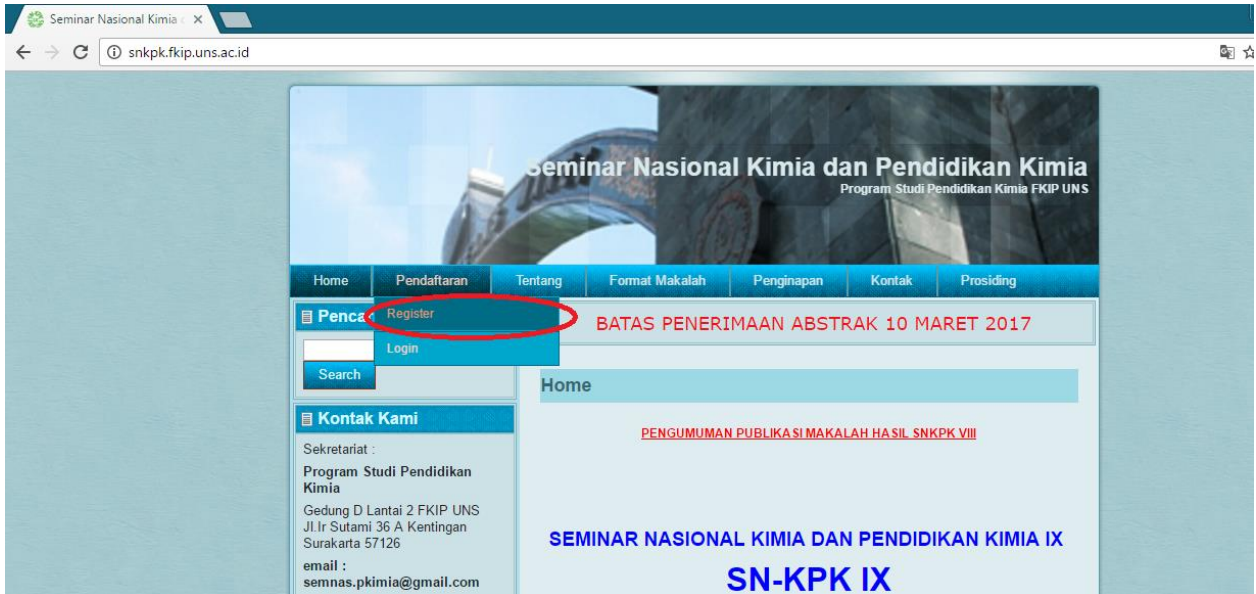 Seminar Nasional Kimia
snkpk.fkip.uns.ac.id
Seminar Nasional Kimia dan Pendidikan Kimia
Program Studi Pendidikan Kimia FKIP UNS
Home Pendaftaran Tentang Format Makalah Penginapan Kontak Prosiding
Register
Login
Search
BATAS PENERIMAAN ABSTRAK 10 MARET 2017
Kontak Kami
Sekretariat :
Program Studi Pendidikan
Kimia
Gedung D Lantai 2 FKIP UNS
Jl.Ir Sutami 36 A Kentingan
Surakarta 57126
email :
semnas.pkimia@gmail.com
Home
PENGUMUMAN PUBLIKASI MAKALAH HASIL SNKPK VIII
SEMINAR NASIONAL KIMIA DAN PENDIDIKAN KIMIA IX
SN-KPK IX